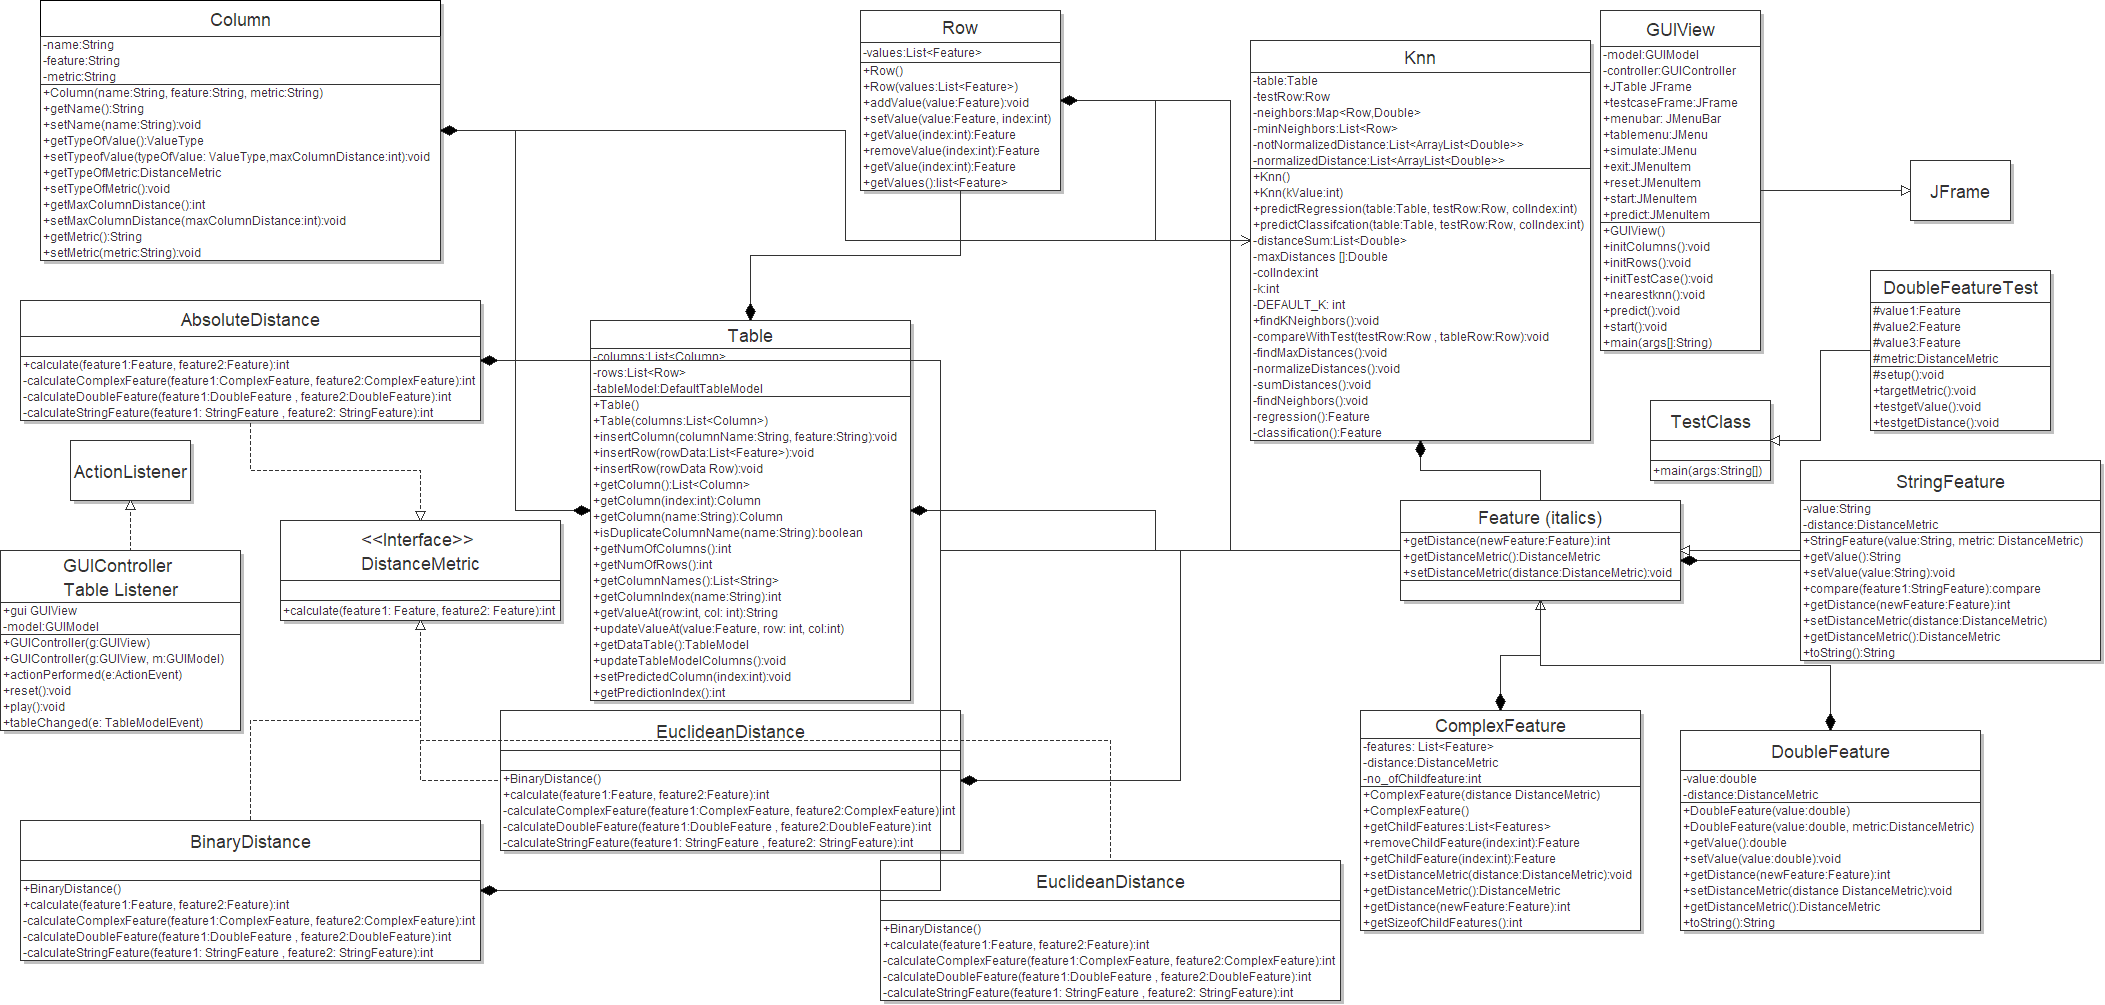 Column
-name:String
-feature:String
-metric:String
+Column(name:String, feature:String, metric:String)
+getName():String
+setName(name:String):void
+getTypeOfValue():ValueType
+setTypeofValue(typeOfValue: ValueType,maxColumnDistance:int):void
+getTypeOfMetric:DistanceMetric
+setTypeOfMetric():void
+getMaxColumnDistance():int
+setMaxColumnDistance(maxColumnDistance:int):void
+getMetric():String
+setMetric(metric:String):void
Row
-values:List<Feature>
+Row()
+Row(values:List<Feature>)
+addValue(value:Feature):void
+setValue(value:Feature, index:int)
+getValue(index:int):Feature
+removeValue(index:int):Feature
+getValue(index:int):Feature
+getValues():list<Feature>
Knn
-table:Table
-testRow:Row
-neighbors:Map<Row,Double>
-minNeighbors:List<Row>
-notNormalizedDistance:List<ArrayList<Double>>
-normalizedDistance:List<ArrayList<Double>>
+Knn()
+Knn(kValue:int)
+predictRegression(table:Table, testRow:Row, colIndex:int)
+predictClassifcation(table:Table, testRow:Row, colIndex:int)
-distanceSum:List<Double>
-maxDistances []:Double
-colIndex:int
-k:int
-DEFAULT_K: int
+findKNeighbors():void
-compareWithTest(testRow:Row , tableRow:Row):void
-findMaxDistances():void
-normalizeDistances():void
-sumDistances():void
-findNeighbors():void
-regression():Feature
-classification():Feature
GUIView
-model:GUIModel
-controller:GUIController
+JTable JFrame
+testcaseFrame:JFrame
+menubar: JMenuBar
+tablemenu:JMenu
+simulate:JMenu
+exit:JMenuItem
+reset:JMenuItem
+start:JMenuItem
+predict:JMenuItem
+GUIView()
+initColumns():void
+initRows():void
+initTestCase():void
+nearestknn():void
+predict():void
+start():void
+main(args[]:String)
JFrame
DoubleFeatureTest
#value1:Feature
#value2:Feature
#value3:Feature
#metric:DistanceMetric
#setup():void
+targetMetric():void
+testgetValue():void
+testgetDistance():void
TestClass
+main(args:String[])
AbsoluteDistance
+calculate(feature1:Feature, feature2:Feature):int
-calculateComplexFeature(feature1:ComplexFeature, feature2:ComplexFeature):int
-calculateDoubleFeature(feature1:DoubleFeature , feature2:DoubleFeature):int
-calculateStringFeature(feature1: StringFeature , feature2: StringFeature):int
Table
-columns:List<Column>
-rows:List<Row>
-tableModel:DefaultTableModel
+Table()
+Table(columns:List<Column>)
+insertColumn(columnName:String, feature:String):void
+insertRow(rowData:List<Feature>):void
+insertRow(rowData Row):void
+getColumn():List<Column>
+getColumn(index:int):Column
+getColumn(name:String):Column
+isDuplicateColumnName(name:String):boolean
+getNumOfColumns():int
+getNumOfRows():int
+getColumnNames():List<String>
+getColumnIndex(name:String):int
+getValueAt(row:int, col: int):String
+updateValueAt(value:Feature, row: int, col:int)
+getDataTable():TableModel
+updateTableModelColumns():void
+setPredictedColumn(index:int):void
+getPredictionIndex():int
ActionListener
<<Interface>>
DistanceMetric
+calculate(feature1: Feature, feature2: Feature):int
GUIController
Table Listener
+gui GUIView
-model:GUIModel
+GUIController(g:GUIView)
+GUIController(g:GUIView, m:GUIModel)
+actionPerformed(e:ActionEvent)
+reset():void
+play():void
+tableChanged(e: TableModelEvent)
Feature (italics)
+getDistance(newFeature:Feature):int
+getDistanceMetric():DistanceMetric
+setDistanceMetric(distance:DistanceMetric):void
StringFeature
-value:String
-distance:DistanceMetric
+StringFeature(value:String, metric: DistanceMetric)
+getValue():String
+setValue(value:String):void
+compare(feature1:StringFeature):compare
+getDistance(newFeature:Feature):int
+setDistanceMetric(distance:DistanceMetric)
+getDistanceMetric():DistanceMetric
+toString():String
EuclideanDistance
+BinaryDistance()
+calculate(feature1:Feature, feature2:Feature):int
-calculateComplexFeature(feature1:ComplexFeature, feature2:ComplexFeature):int
-calculateDoubleFeature(feature1:DoubleFeature , feature2:DoubleFeature):int
-calculateStringFeature(feature1: StringFeature , feature2: StringFeature):int
ComplexFeature
-features: List<Feature>
-distance:DistanceMetric
-no_ofChildfeature:int
+ComplexFeature(distance DistanceMetric)
+ComplexFeature()
+getChildFeatures:List<Features>
+removeChildFeature(index:int):Feature
+getChildFeature(index:int):Feature
+setDistanceMetric(distance:DistanceMetric):void
+getDistanceMetric():DistanceMetric
+getDistance(newFeature:Feature):int
+getSizeofChildFeatures():int
DoubleFeature
-value:double
-distance:DistanceMetric
+DoubleFeature(value:double)
+DoubleFeature(value:double, metric:DistanceMetric)
+getValue():double
+setValue(value:double):void
+getDistance(newFeature:Feature):int
+setDistanceMetric(distance DistanceMetric):void
+getDistanceMetric():DistanceMetric
+toString():String
BinaryDistance
+BinaryDistance()
+calculate(feature1:Feature, feature2:Feature):int
-calculateComplexFeature(feature1:ComplexFeature, feature2:ComplexFeature):int
-calculateDoubleFeature(feature1:DoubleFeature , feature2:DoubleFeature):int
-calculateStringFeature(feature1: StringFeature , feature2: StringFeature):int
EuclideanDistance
+BinaryDistance()
+calculate(feature1:Feature, feature2:Feature):int
-calculateComplexFeature(feature1:ComplexFeature, feature2:ComplexFeature):int
-calculateDoubleFeature(feature1:DoubleFeature , feature2:DoubleFeature):int
-calculateStringFeature(feature1: StringFeature , feature2: StringFeature):int